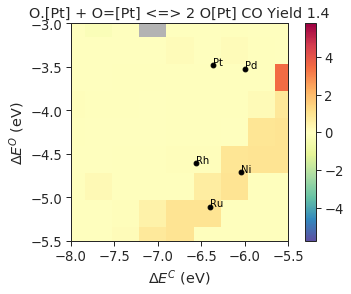 O.[Pt] + O=[Pt] <=> 2 O[Pt] CO Yield 1.4
−3.0
−3.5
−4.0
−4.5
−5.0
−5.5
ΔE^O (eV)
Pt
Pd
Rh
Ni
Ru
−8.0 −7.5 −7.0 −6.5 −6.0 −5.5
ΔE^C (eV)
4
2
0
−2
−4